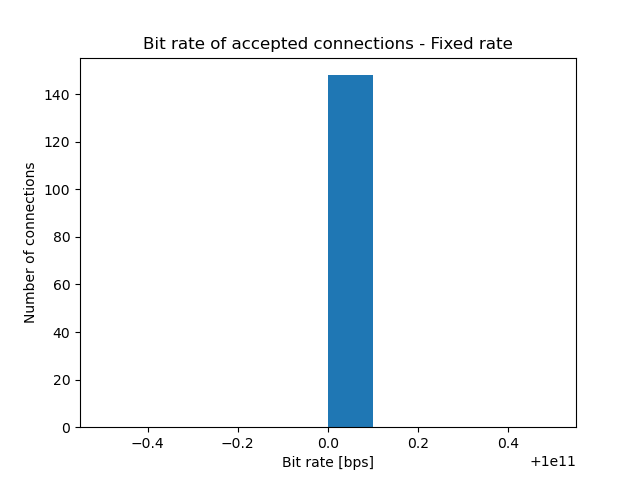 Bit rate of accepted connections - Fixed rate
Number of connections
140
120
100
80
60
40
20
0
−0.4 −0.2 0.0 0.2 0.4
Bit rate [bps]
+1e11